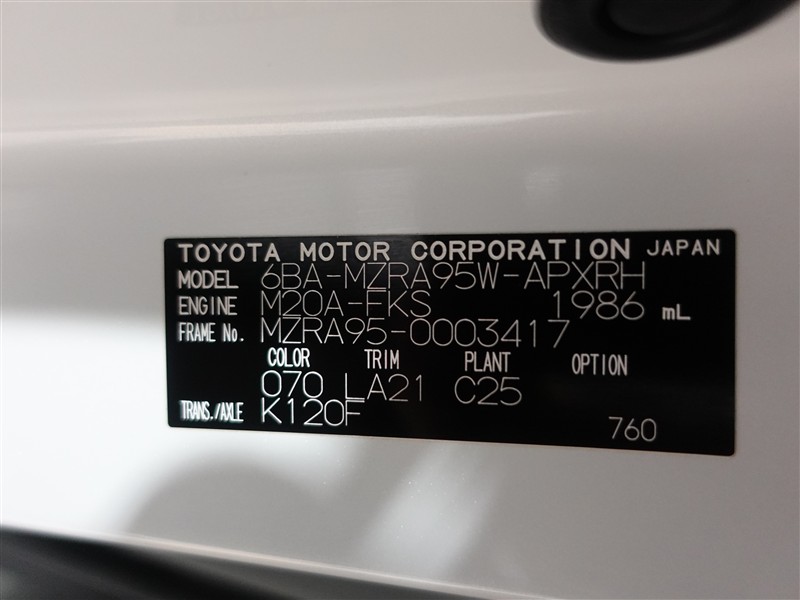 TOYOTA MOTOR CORPORATION JAPAN
MODEL 6BA-MZRA95W-APXRH
ENGINE M20A-FKS 1986 mL
FRAME No. MZRA95-0003417
COLOR TRIM PLANT OPTION
070 LA21 C25
TRANS./AXLE K120F
760